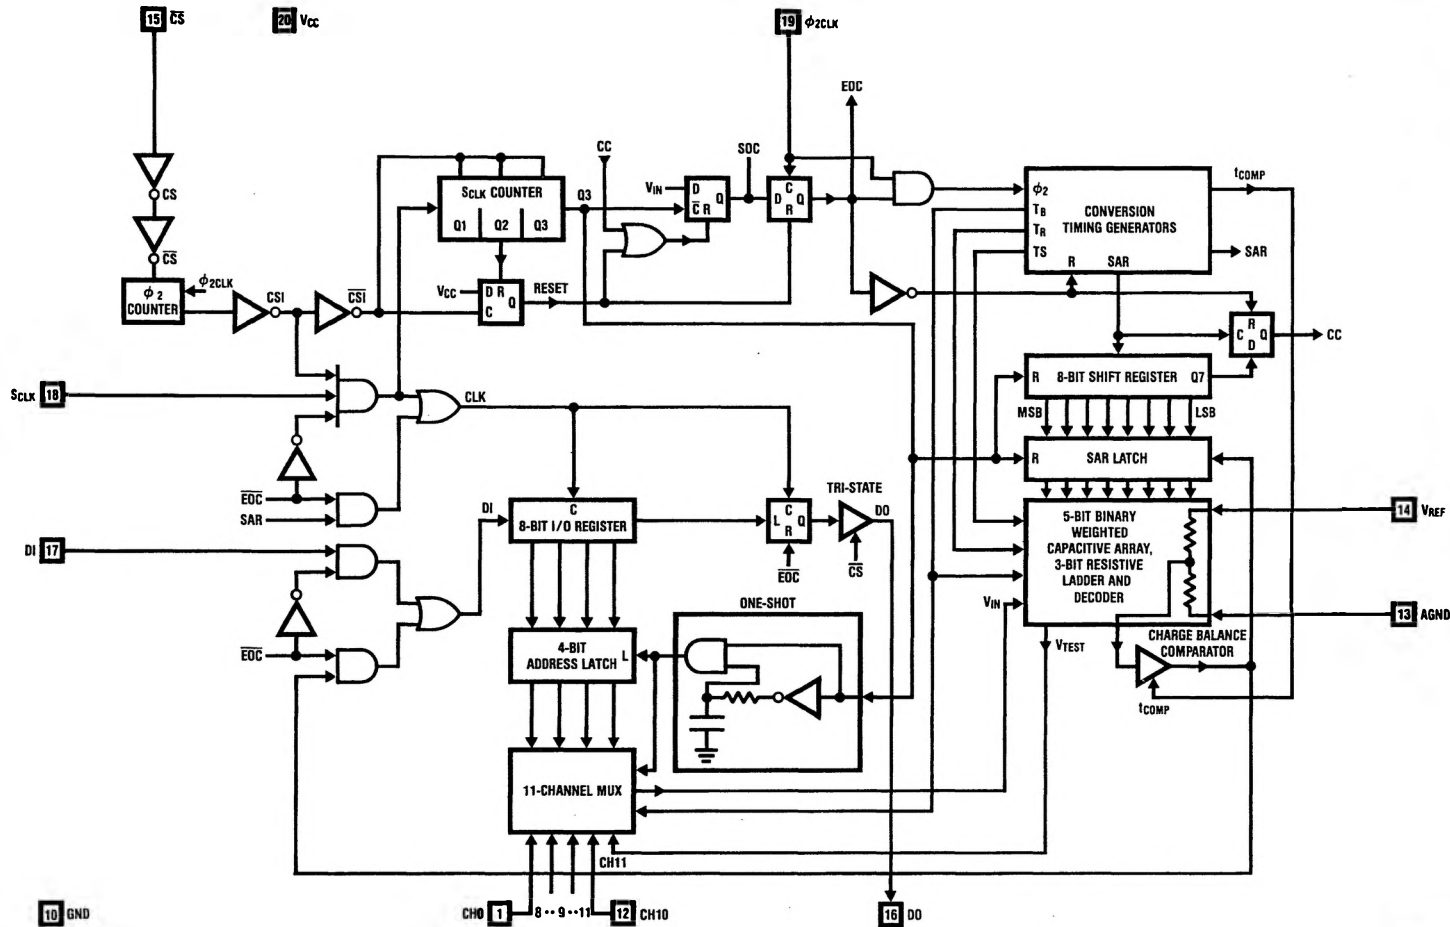 15 CS
20 VCC
19 ϕ2CLK
EOC
CS
CS
ϕ2CLK
ϕ2 COUNTER
CSI
CSI
SCLK COUNTER
Q1 Q2 Q3
Q3
CC
VIN
D
C R
Q
SOC
C
D Q
R
VCC
D R
Q
C
RESET
ϕ2
TB
TR
TS
CONVERSION
TIMING GENERATORS
R
SAR
tCOMP
SAR
R
C Q
D
CC
R 8-BIT SHIFT REGISTER Q7
MSB
LSB
R SAR LATCH
5-BIT BINARY
WEIGHTED
CAPACITIVE ARRAY,
3-BIT RESISTIVE
LADDER AND
DECODER
14 VREF
13 AGND
VIN
VTEST
CHARGE BALANCE
COMPARATOR
tCOMP
SCLK 18
CLK
EOC
SAR
DI 17
EOC
DI
C
8-BIT I/O REGISTER
C
L Q
R
EOC
TRI-STATE
DO
CS
ONE-SHOT
4-BIT
ADDRESS LATCH
L
11-CHANNEL MUX
CH11
10 GND
CH0 1
8 •• 9 •• 11
12 CH10
16 DO